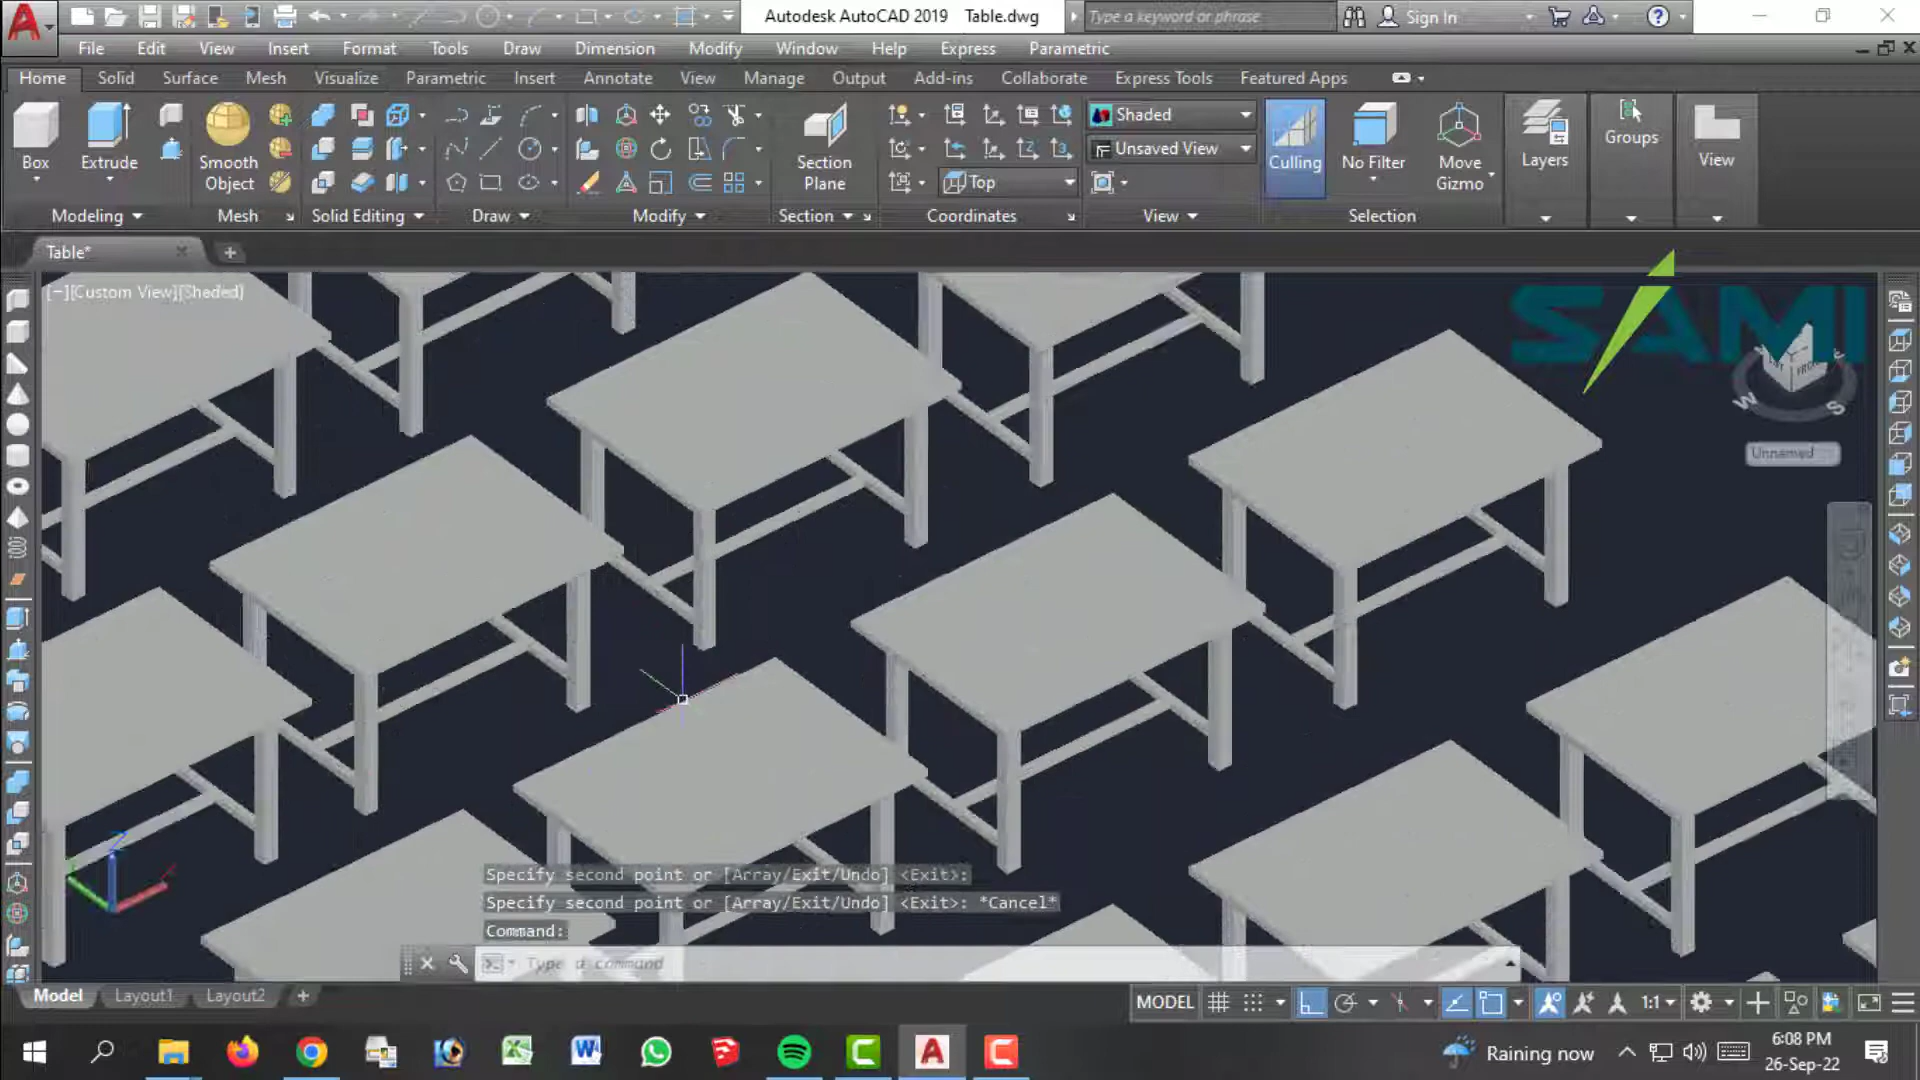 Autodesk AutoCAD 2019 Table.dwg
Type a keyword or phrase
Sign In
File Edit View Insert Format Tools Draw Dimension Modify Window Help Express Parametric
Home Solid Surface Mesh Visualize Parametric Insert Annotate View Manage Output Add-ins Collaborate Express Tools Featured Apps
Box
Extrude
Smooth
Object
Section
Plane
Shaded
Unsaved View
Top
Culling
No Filter
Move
Gizmo
Layers
Groups
View
Modeling Mesh Solid Editing Draw Modify Section Coordinates View Selection
Table*
[−][Custom View][Shaded]
SAMI
FRONT
W
S
Unnamed
Z
Specify second point or [Array/Exit/Undo] <Exit>:
Specify second point or [Array/Exit/Undo] <Exit>: *Cancel*
Command:
Type a command
Model Layout1 Layout2
MODEL
1:1
Raining now
6:08 PM
26-Sep-22